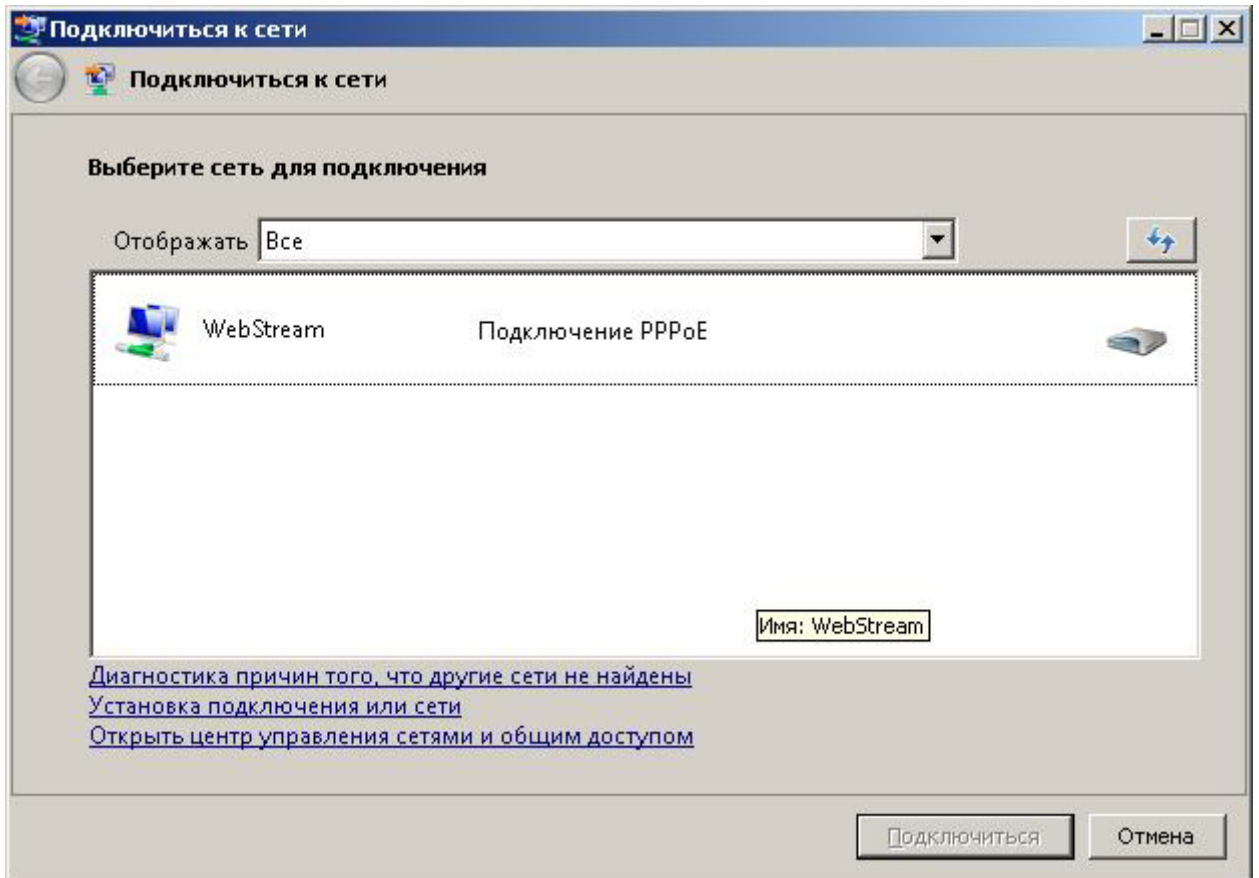 Подключиться к сети
Подключиться к сети
Выберите сеть для подключения
Отображать Все
WebStream Подключение PPPoE
Имя: WebStream
Диагностика причин того, что другие сети не найдены
Установка подключения или сети
Открыть центр управления сетями и общим доступом
Подключиться Отмена